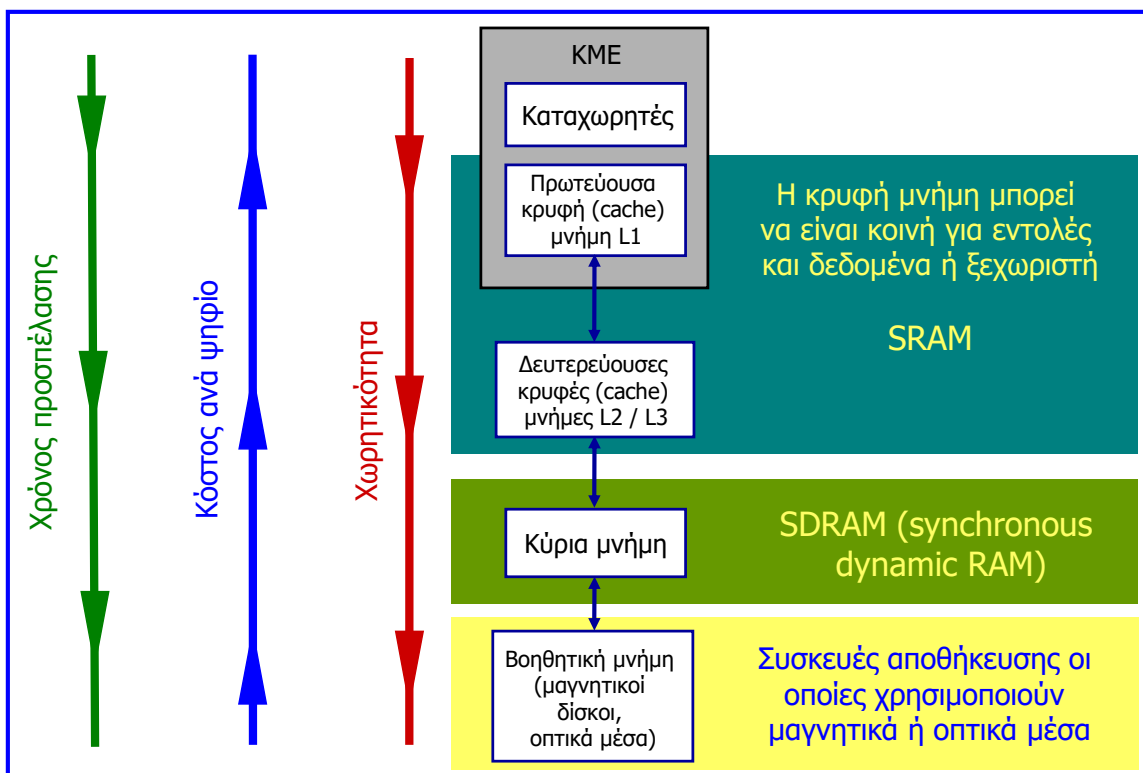 ΚΜΕ
Καταχωρητές
Πρωτεύουσα
κρυφή (cache)
μνήμη L1
Η κρυφή μνήμη μπορεί
να είναι κοινή για εντολές
και δεδομένα ή ξεχωριστή
SRAM
Δευτερεύουσες
κρυφές (cache)
μνήμες L2 / L3
Κύρια μνήμη
SDRAM (synchronous
dynamic RAM)
Βοηθητική μνήμη
(μαγνητικοί
δίσκοι,
οπτικά μέσα)
Συσκευές αποθήκευσης οι
οποίες χρησιμοποιούν
μαγνητικά ή οπτικά μέσα
Χρόνος προσπέλασης
Κόστος ανά ψηφίο
Χωρητικότητα